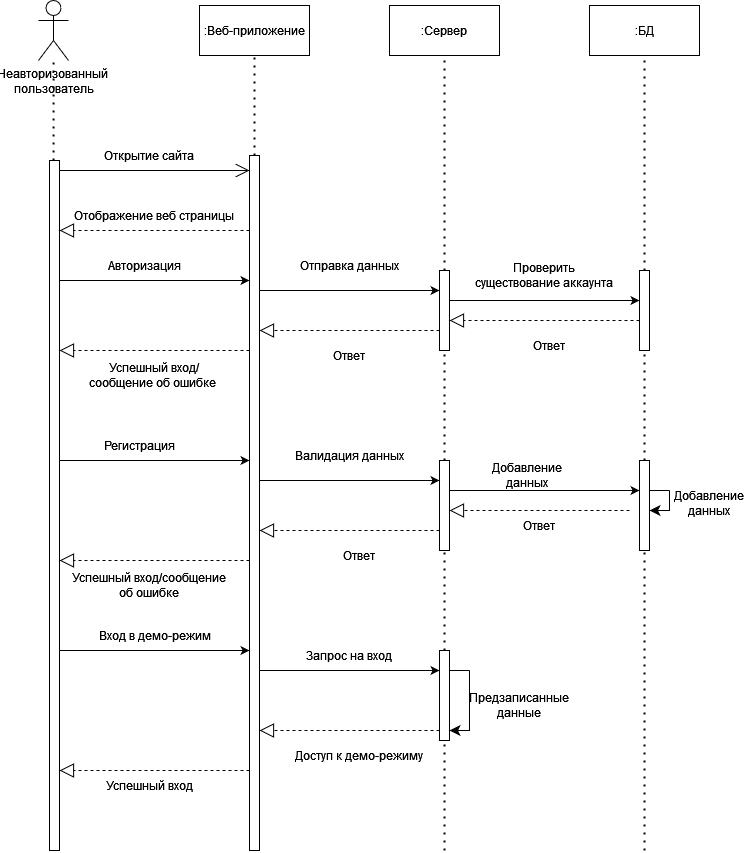 :Веб-приложение
:Сервер
:БД
Неавторизованный
пользователь
Открытие сайта
Отображение веб страницы
Авторизация
Отправка данных
Проверить
существование аккаунта
Ответ
Ответ
Успешный вход/
сообщение об ошибке
Регистрация
Валидация данных
Добавление
данных
Добавление
данных
Ответ
Ответ
Успешный вход/сообщение
об ошибке
Вход в демо-режим
Запрос на вход
Предзаписанные
данные
Доступ к демо-режиму
Успешный вход